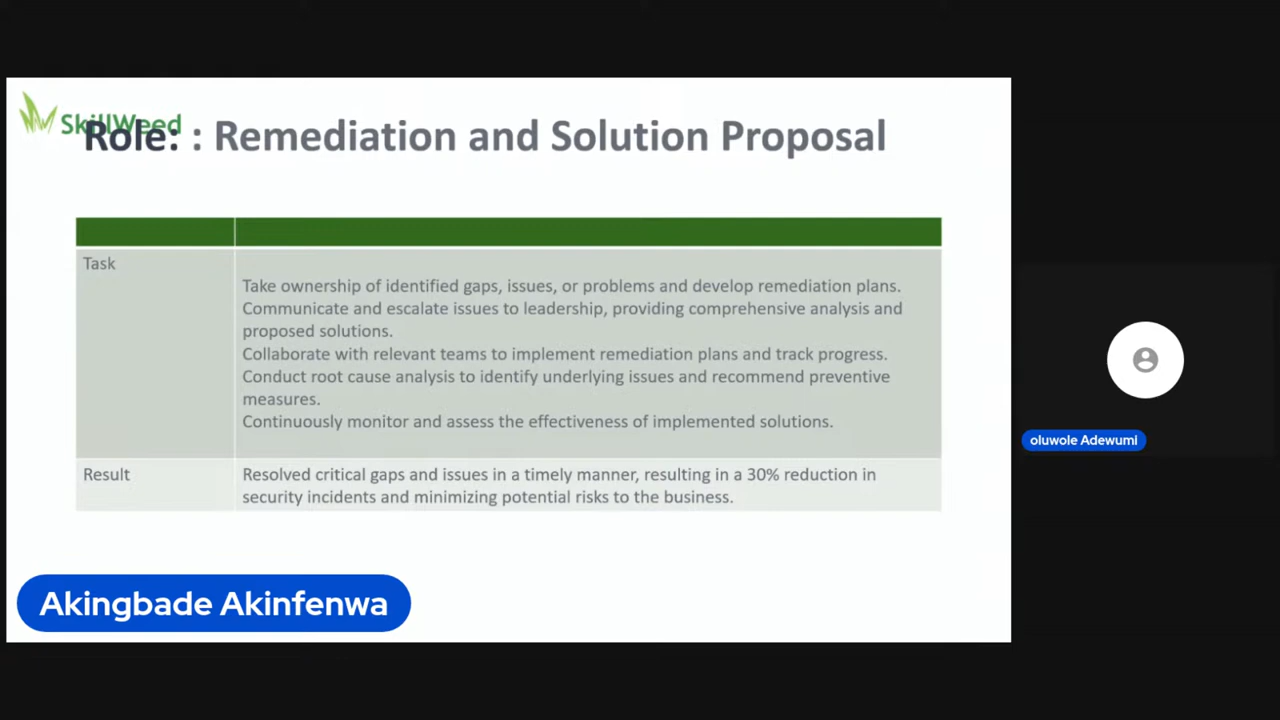 SkillWeed
Role: : Remediation and Solution Proposal
Task
Take ownership of identified gaps, issues, or problems and develop remediation plans.
Communicate and escalate issues to leadership, providing comprehensive analysis and
proposed solutions.
Collaborate with relevant teams to implement remediation plans and track progress.
Conduct root cause analysis to identify underlying issues and recommend preventive
measures.
Continuously monitor and assess the effectiveness of implemented solutions.
Result
Resolved critical gaps and issues in a timely manner, resulting in a 30% reduction in
security incidents and minimizing potential risks to the business.
Akingbade Akinfenwa
oluwole Adewumi